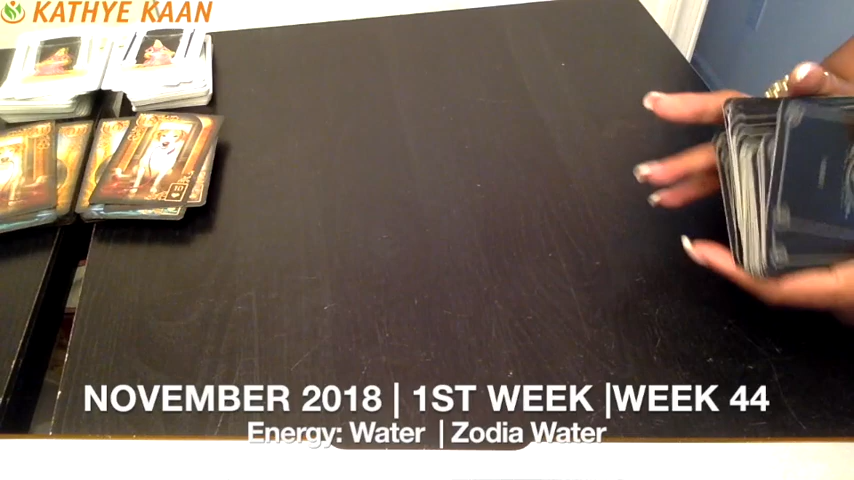 KATHYE KAAN
NOVEMBER 2018 | 1ST WEEK |WEEK 44
Energy: Water | Zodia Water